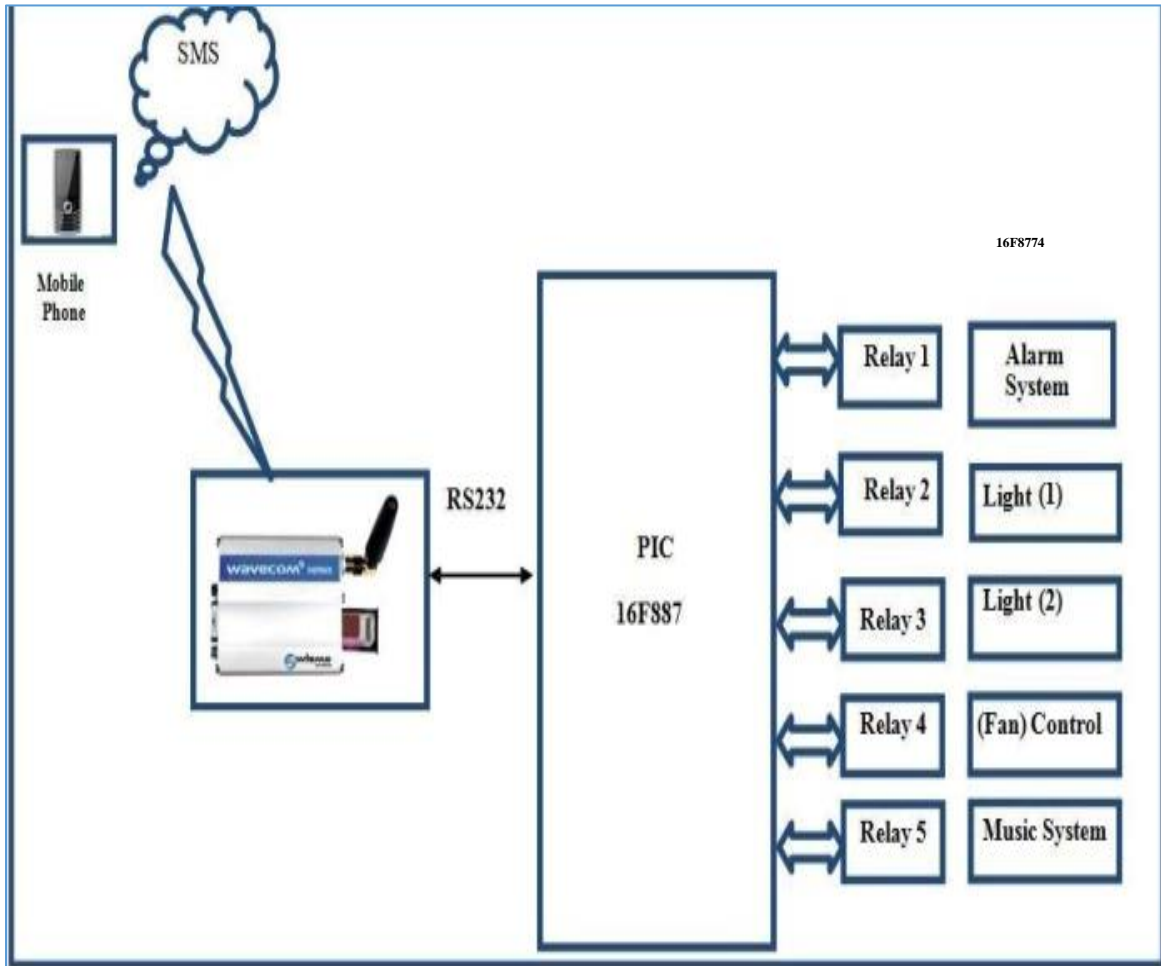 SMS
Mobile
Phone
16F8774
RS232
wavecom
wismo
PIC
16F887
Relay 1
Alarm
System
Relay 2
Light (1)
Relay 3
Light (2)
Relay 4
(Fan) Control
Relay 5
Music System